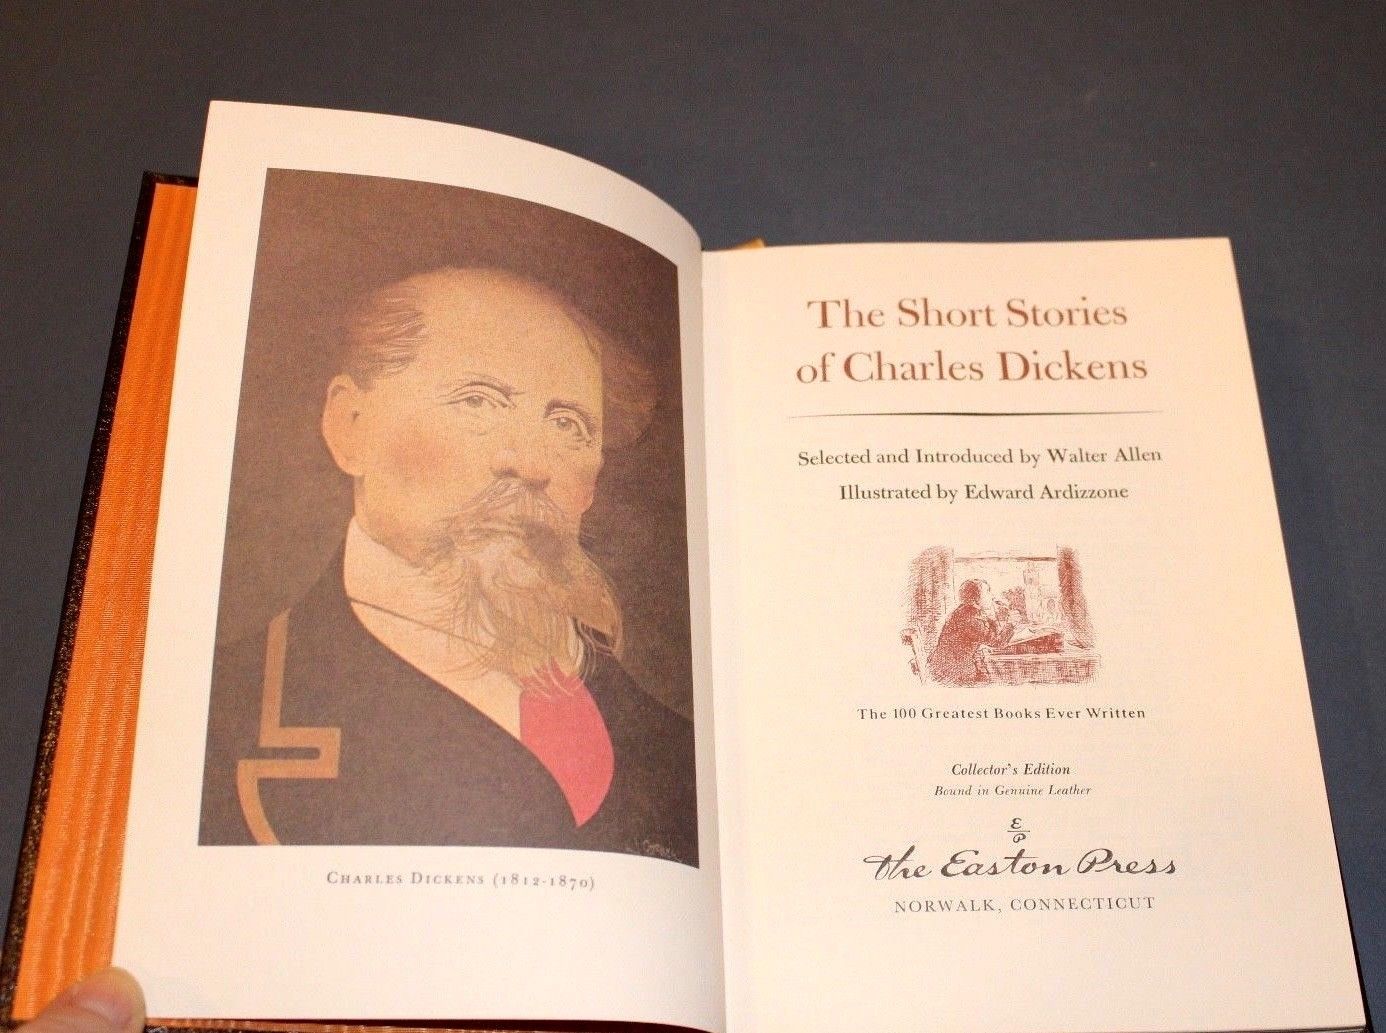 CHARLES DICKENS (1812-1870)
The Short Stories
of Charles Dickens
Selected and Introduced by Walter Allen
Illustrated by Edward Ardizzone
The 100 Greatest Books Ever Written
Collector's Edition
Bound in Genuine Leather
E
P
The Easton Press
NORWALK, CONNECTICUT